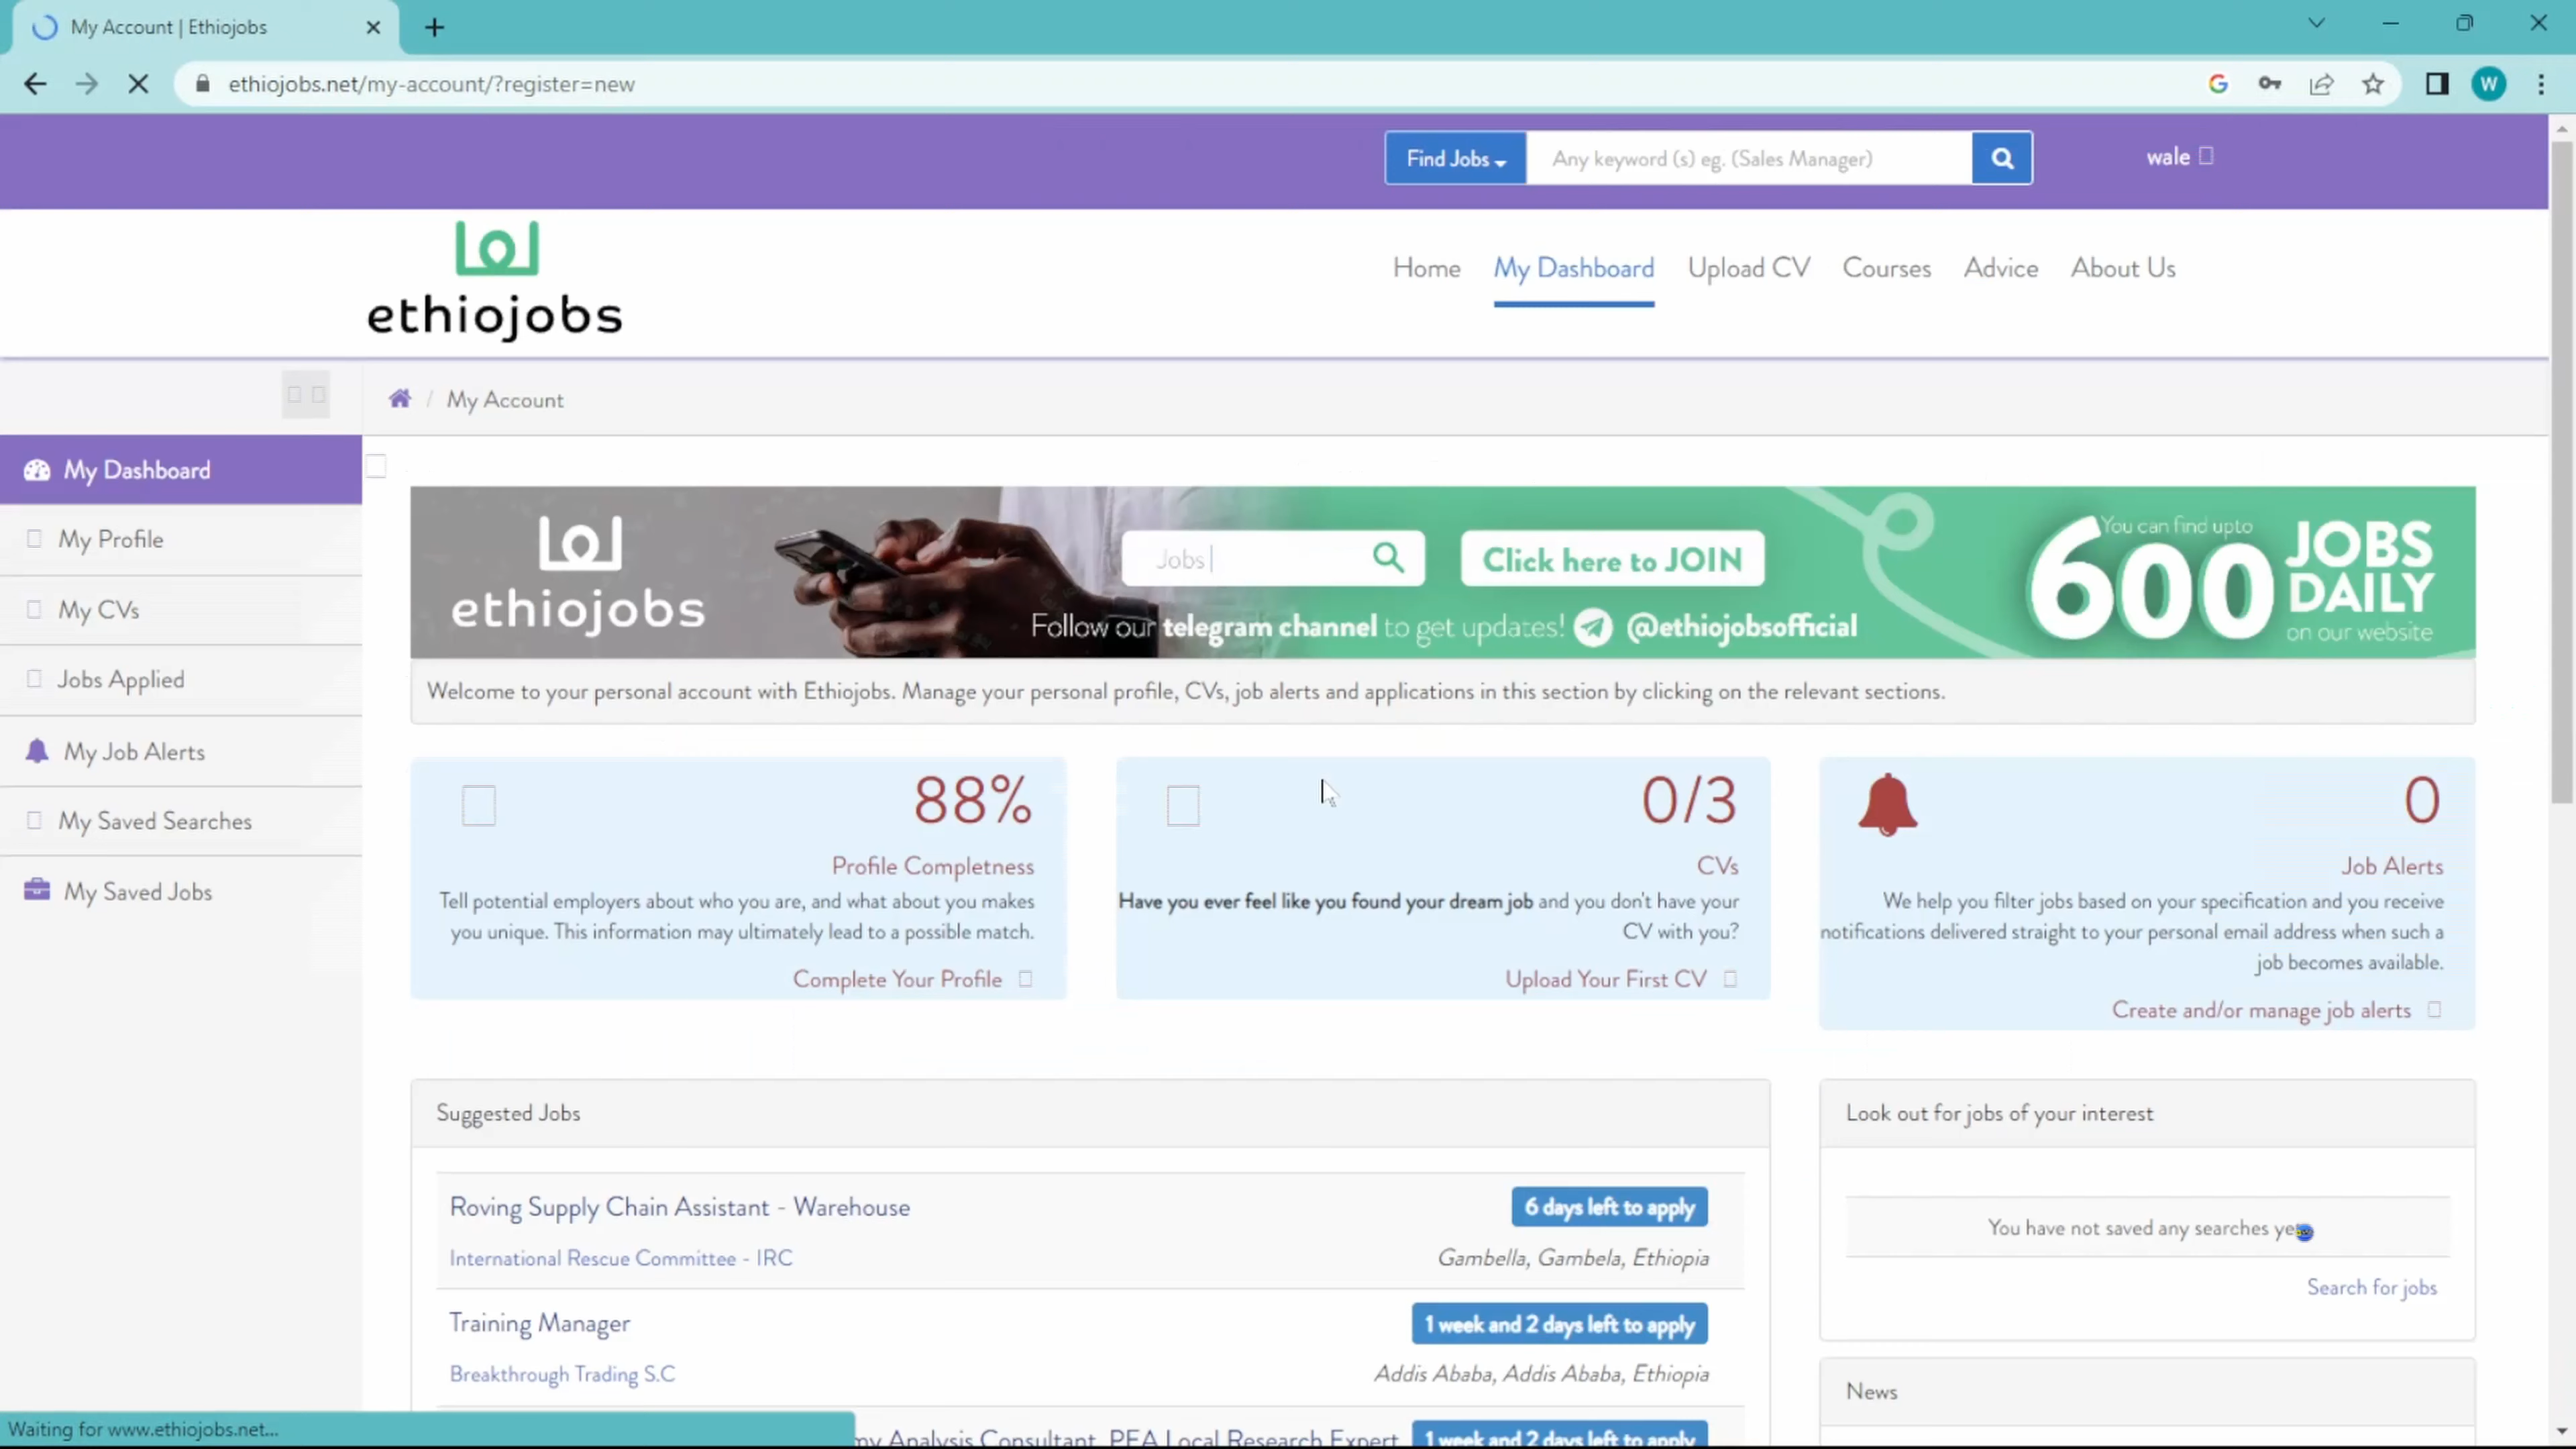 My Account | Ethiojobs
ethiojobs.net/my-account/?register=new
W
Find Jobs
Any keyword (s) eg. (Sales Manager)
wale
ethiojobs
Home
My Dashboard
Upload CV
Courses
Advice
About Us
/ My Account
My Dashboard
My Profile
My CVs
Jobs Applied
My Job Alerts
My Saved Searches
My Saved Jobs
ethiojobs
Jobs
Click here to JOIN
Follow our telegram channel to get updates! @ethiojobsofficial
You can find upto
600
JOBS
DAILY
on our website
Welcome to your personal account with Ethiojobs. Manage your personal profile, CVs, job alerts and applications in this section by clicking on the relevant sections.
88%
Profile Completness
Tell potential employers about who you are, and what about you makes
you unique. This information may ultimately lead to a possible match.
Complete Your Profile
0/3
CVs
Have you ever feel like you found your dream job and you don't have your
CV with you?
Upload Your First CV
0
Job Alerts
We help you filter jobs based on your specification and you receive
notifications delivered straight to your personal email address when such a
job becomes available.
Create and/or manage job alerts
Suggested Jobs
Roving Supply Chain Assistant - Warehouse
6 days left to apply
International Rescue Committee - IRC
Gambella, Gambela, Ethiopia
Training Manager
1 week and 2 days left to apply
Breakthrough Trading S.C
Addis Ababa, Addis Ababa, Ethiopia
Analysis Consultant, PEA Local Research Expert
1 week and 2 days left to apply
Look out for jobs of your interest
You have not saved any searches
Search for jobs
News
Waiting for www.ethiojobs.net...